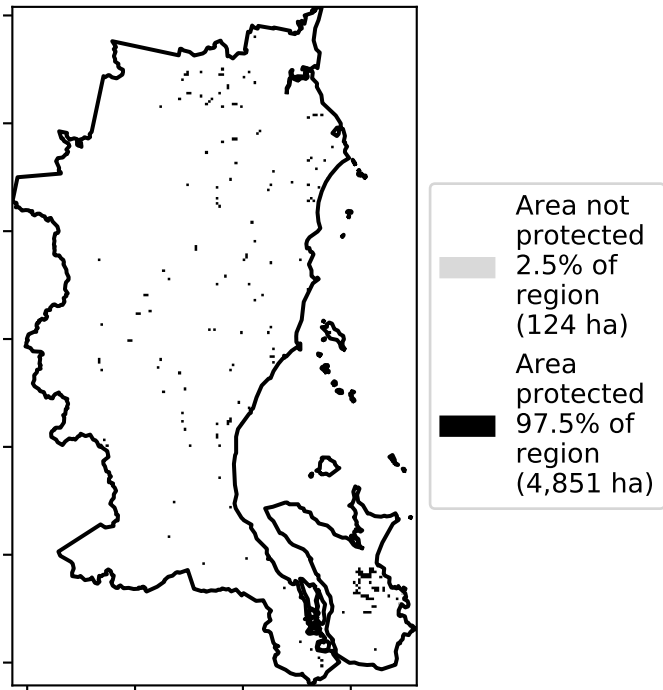 Area not
protected
2.5% of
region
(124 ha)
Area
protected
97.5% of
region
(4,851 ha)